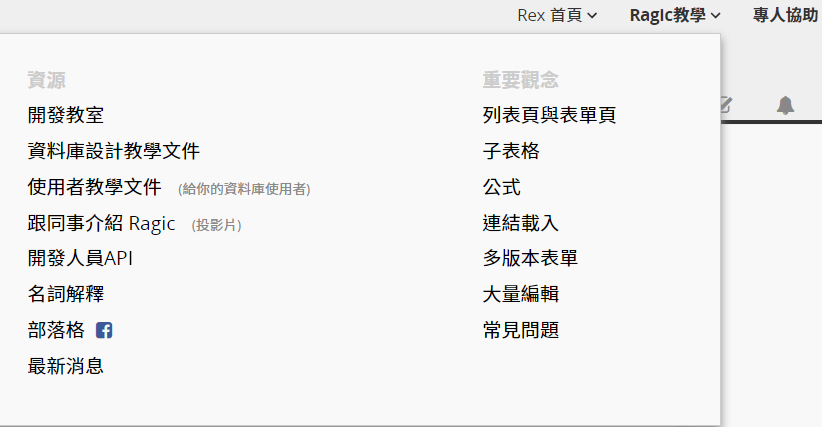 Rex 首頁 Ragic教學 專人協助
資源
開發教室
資料庫設計教學文件
使用者教學文件 (給你的資料庫使用者)
跟同事介紹 Ragic (投影片)
開發人員API
名詞解釋
部落格
最新消息
重要觀念
列表頁與表單頁
子表格
公式
連結載入
多版本表單
大量編輯
常見問題